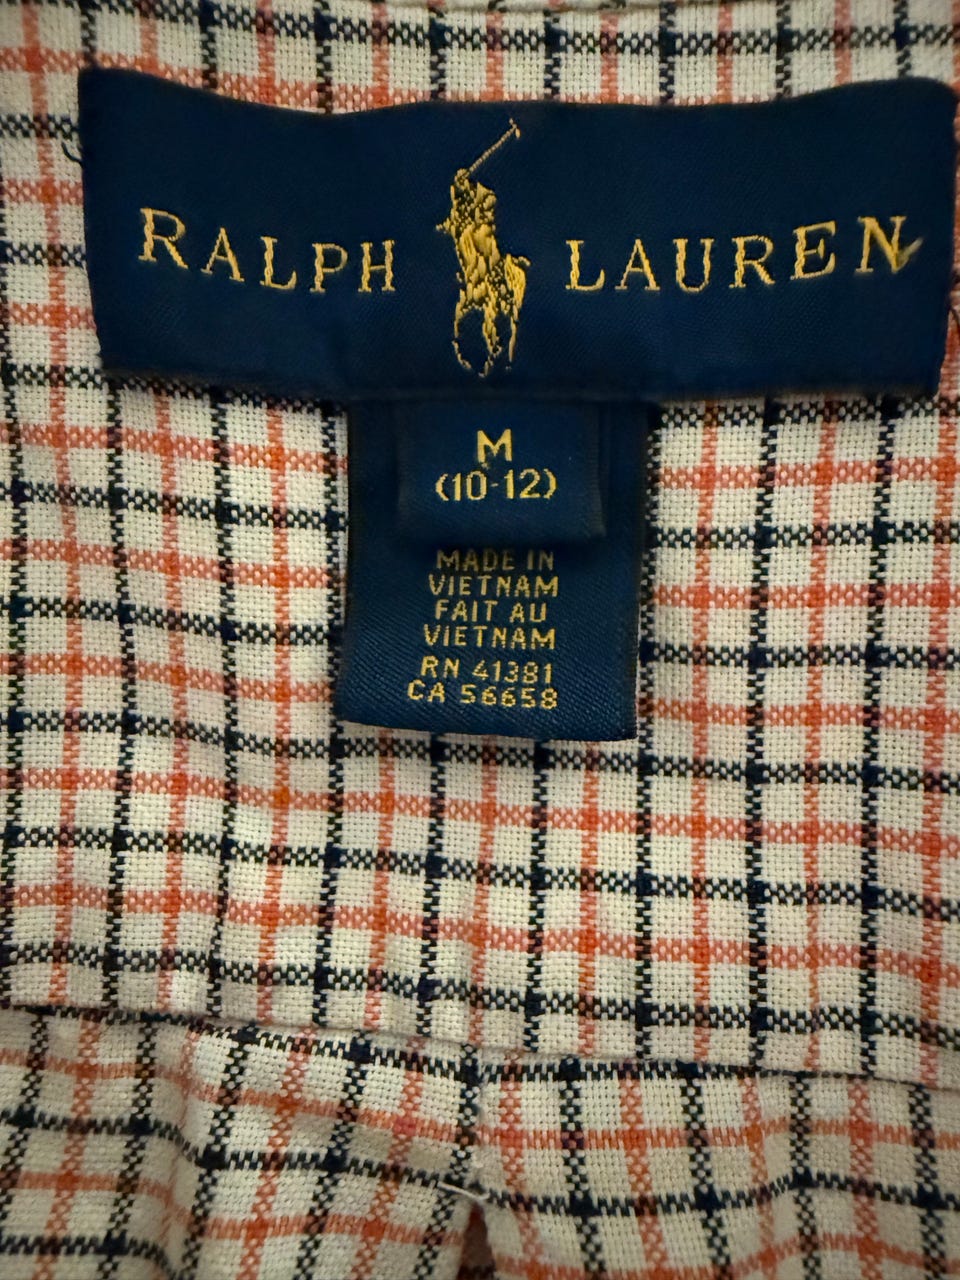 RALPH LAUREN
M
(10-12)
MADE IN
VIETNAM
FAIT AU
VIETNAM
RN 41381
CA 56658